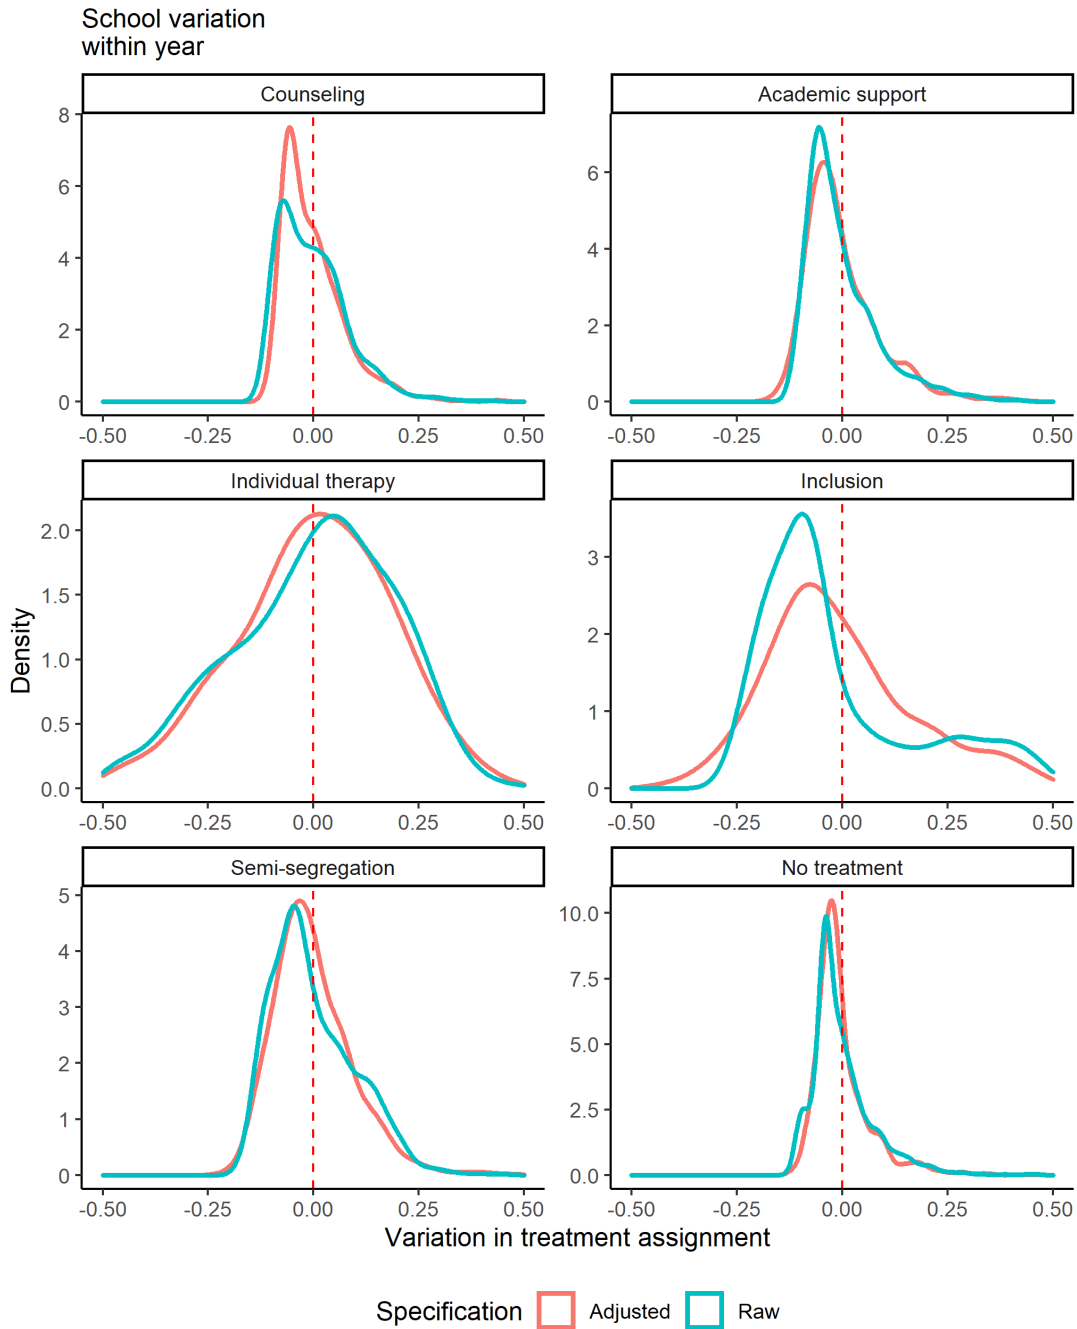 School variation
within year
Counseling
Academic support
8
6
4
2
0
6
4
2
0
-0.50 -0.25 0.00 0.25 0.50
-0.50 -0.25 0.00 0.25 0.50
Individual therapy
Inclusion
Density
2.0
1.5
1.0
0.5
0.0
3
2
1
0
-0.50 -0.25 0.00 0.25 0.50
-0.50 -0.25 0.00 0.25 0.50
Semi-segregation
No treatment
5
4
3
2
1
0
10.0
7.5
5.0
2.5
0.0
-0.50 -0.25 0.00 0.25 0.50
-0.50 -0.25 0.00 0.25 0.50
Variation in treatment assignment
Specification Adjusted Raw